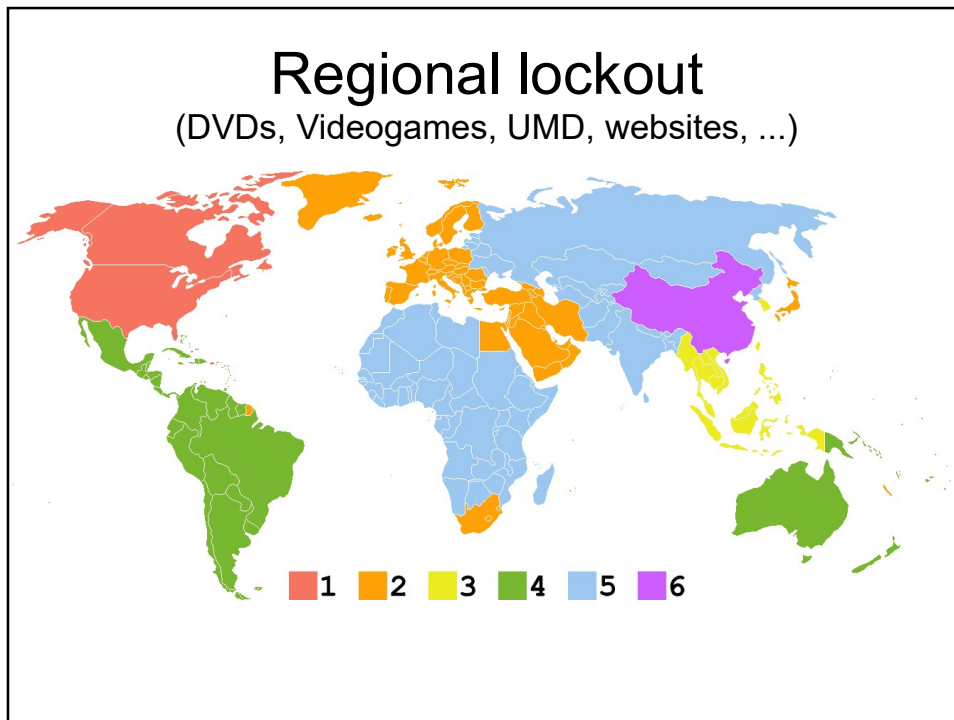 Regional lockout
(DVDs, Videogames, UMD, websites, ...)
1 2 3 4 5 6